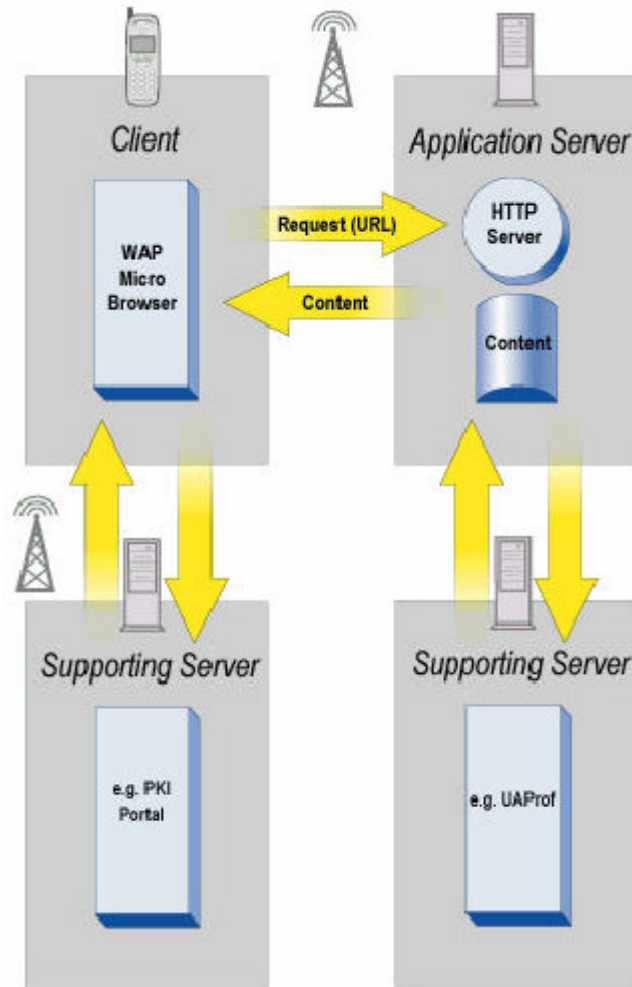 Client
Application Server
WAP
Micro
Browser
Request (URL)
HTTP
Server
Content
Content
Supporting Server
Supporting Server
e.g. PKI
Portal
e.g. UAProf